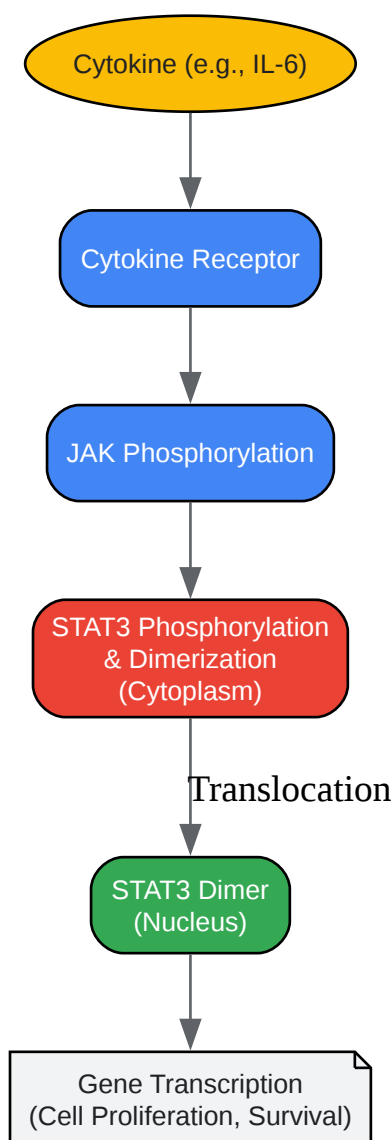 Cytokine (e.g., IL-6)
Cytokine Receptor
JAK Phosphorylation
STAT3 Phosphorylation
& Dimerization
(Cytoplasm)
Translocation
STAT3 Dimer
(Nucleus)
Gene Transcription
(Cell Proliferation, Survival)